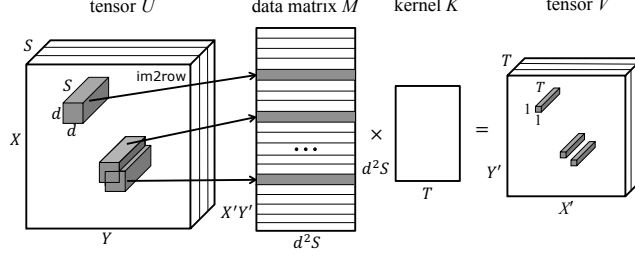 tensor U
data matrix M
kernel K
tensor V
S
S
d
d
X
Y
im2row
...
X'Y'
d²S
×
d²S
T
=
T
T
1
1
Y'
X'